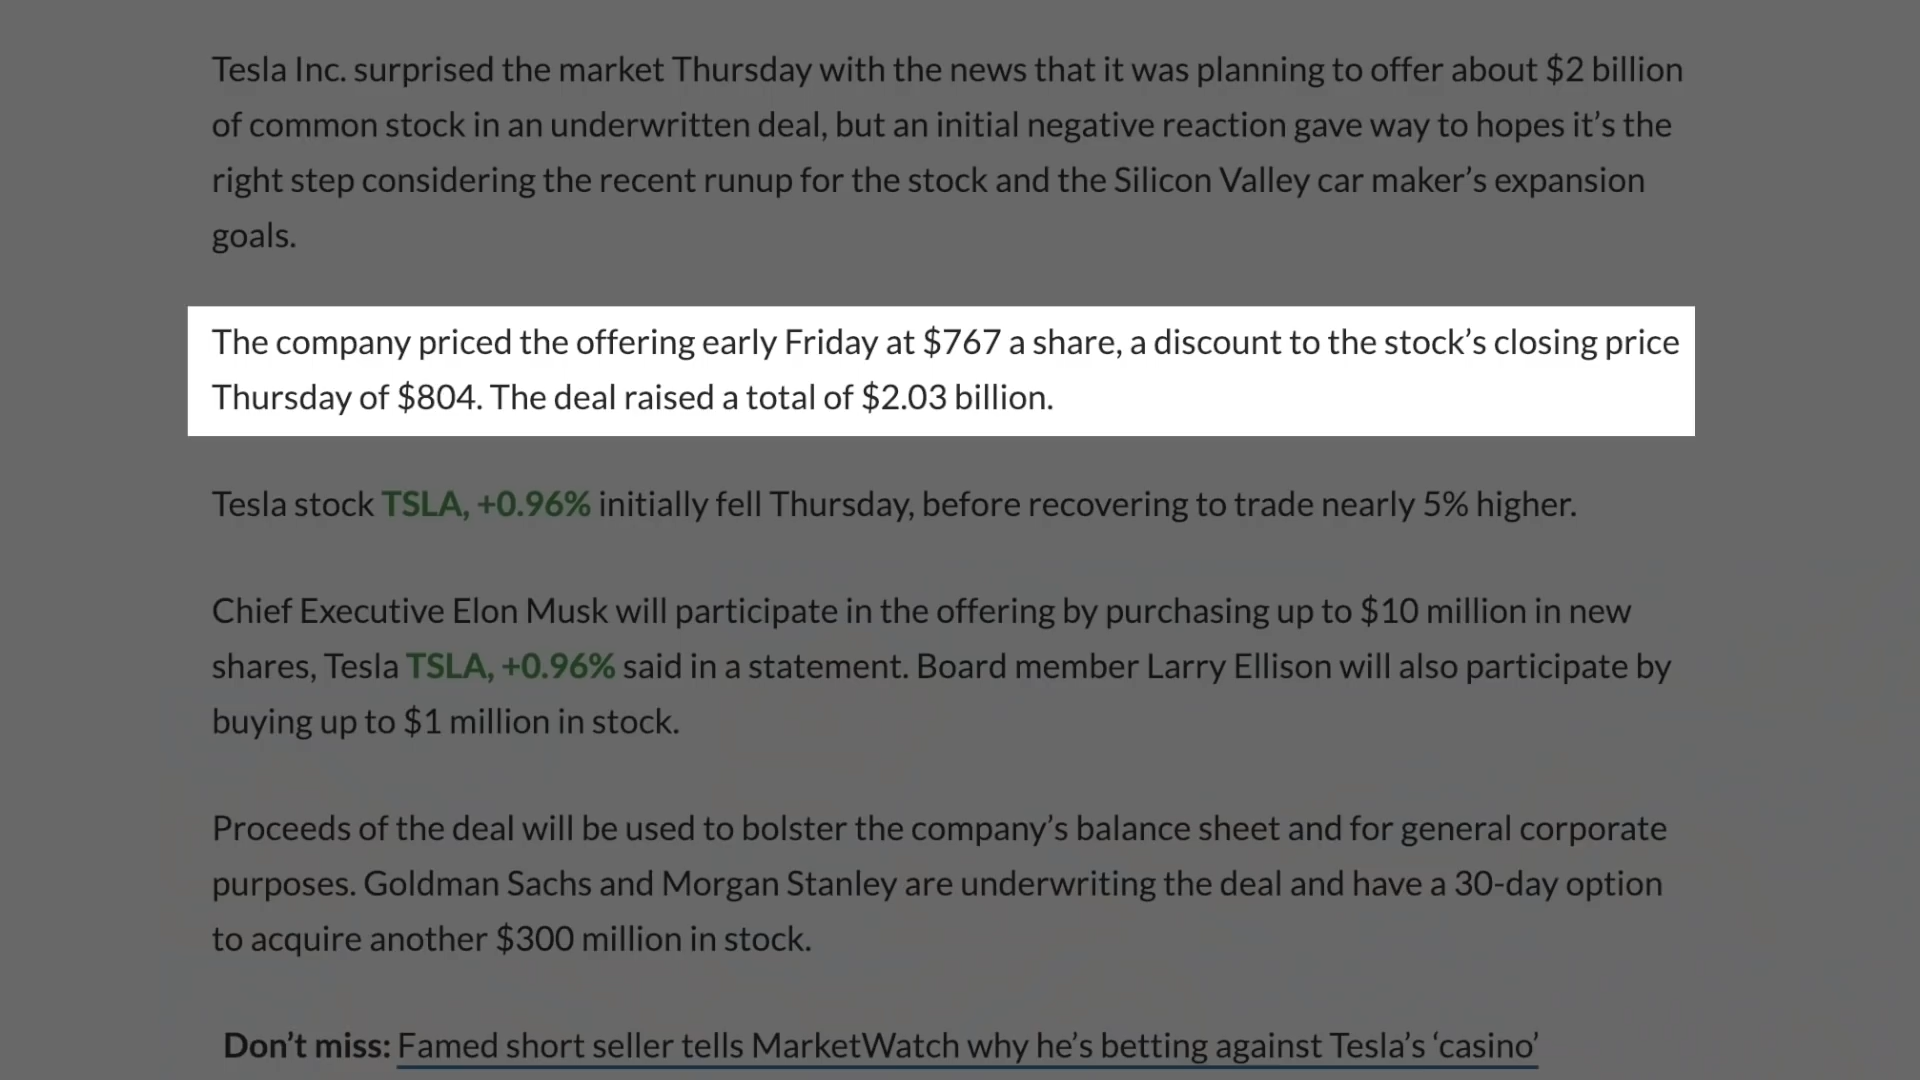 Tesla Inc. surprised the market Thursday with the news that it was planning to offer about $2 billion
of common stock in an underwritten deal, but an initial negative reaction gave way to hopes it’s the
right step considering the recent runup for the stock and the Silicon Valley car maker’s expansion
goals.
The company priced the offering early Friday at $767 a share, a discount to the stock’s closing price
Thursday of $804. The deal raised a total of $2.03 billion.
Tesla stock TSLA, +0.96% initially fell Thursday, before recovering to trade nearly 5% higher.
Chief Executive Elon Musk will participate in the offering by purchasing up to $10 million in new
shares, Tesla TSLA, +0.96% said in a statement. Board member Larry Ellison will also participate by
buying up to $1 million in stock.
Proceeds of the deal will be used to bolster the company’s balance sheet and for general corporate
purposes. Goldman Sachs and Morgan Stanley are underwriting the deal and have a 30-day option
to acquire another $300 million in stock.
Don’t miss: Famed short seller tells MarketWatch why he’s betting against Tesla’s ‘casino’